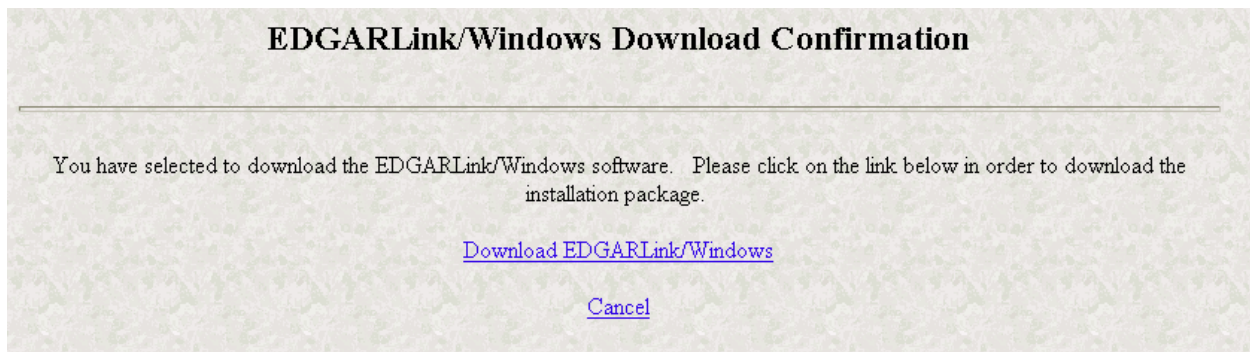 EDGARLink/Windows Download Confirmation
You have selected to download the EDGARLink/Windows software. Please click on the link below in order to download the
installation package.
Download EDGARLink/Windows
Cancel